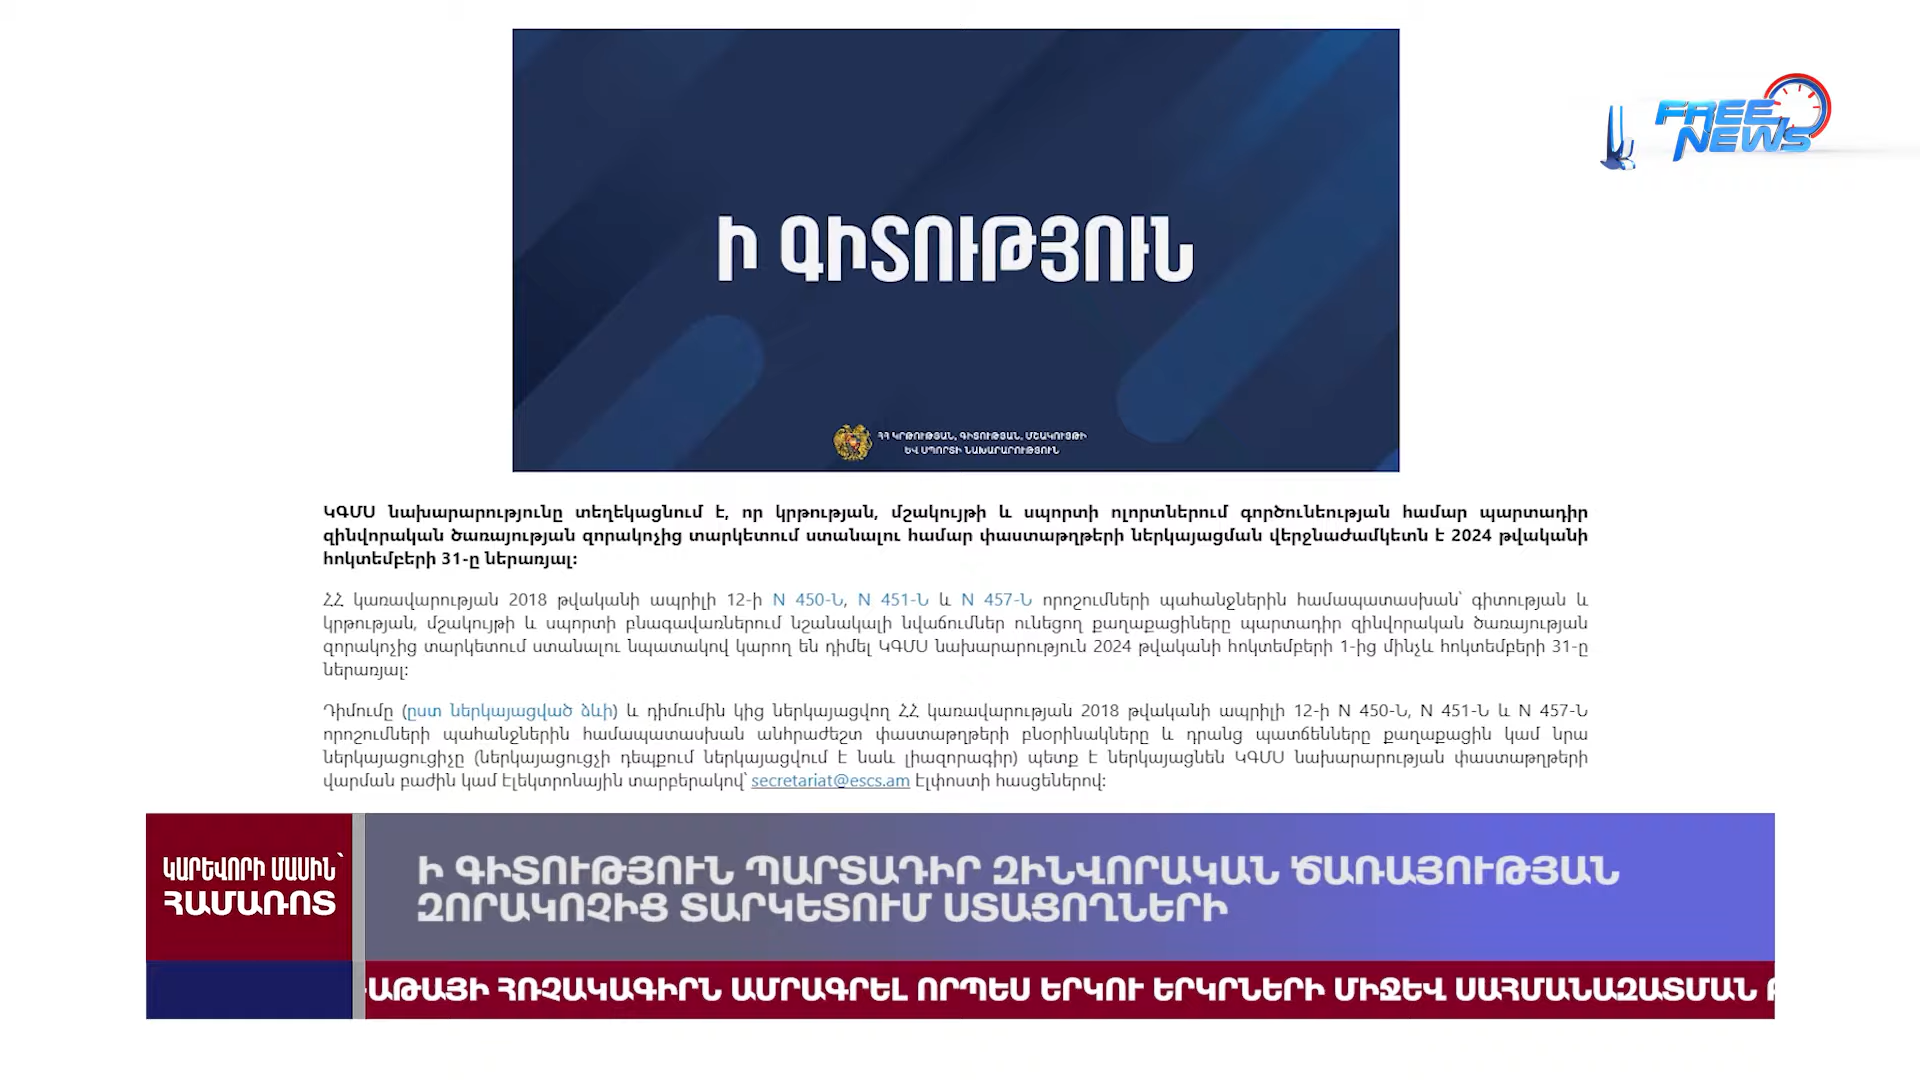 FREE
NEWS
Ի ԳԻՏՈՒԹՅՈՒՆ
ՀՀ ԿՐԹՈՒԹՅԱՆ, ԳԻՏՈՒԹՅԱՆ, ՄՇԱԿՈՒՅԹԻ
ԵՎ ՍՊՈՐՏԻ ՆԱԽԱՐԱՐՈՒԹՅՈՒՆ
ԿԳՄՍ նախարարությունը տեղեկացնում է, որ կրթության, մշակույթի և սպորտի ոլորտներում գործունեության համար պարտադիր
զինվորական ծառայության զորակոչից տարկետում ստանալու համար փաստաթղթերի ներկայացման վերջնաժամկետն է 2024 թվականի
հոկտեմբերի 31-ը ներառյալ:
ՀՀ կառավարության 2018 թվականի ապրիլի 12-ի N 450-Ն, N 451-Ն և N 457-Ն որոշումների պահանջներին համապատասխան՝ գիտության և
կրթության, մշակույթի և սպորտի բնագավառներում նշանակալի նվաճումներ ունեցող քաղաքացիները պարտադիր զինվորական ծառայության
զորակոչից տարկետում ստանալու նպատակով կարող են դիմել ԿԳՄՍ նախարարություն 2024 թվականի հոկտեմբերի 1-ից մինչև հոկտեմբերի 31-ը
ներառյալ:
Դիմումը (ըստ ներկայացված ձևի) և դիմումին կից ներկայացվող ՀՀ կառավարության 2018 թվականի ապրիլի 12-ի N 450-Ն, N 451-Ն և N 457-Ն
որոշումների պահանջներին համապատասխան անհրաժեշտ փաստաթղթերի բնօրինակները և դրանց պատճենները քաղաքացին կամ նրա
ներկայացուցիչը (ներկայացուցչի դեպքում ներկայացվում է նաև լիազորագիր) պետք է ներկայացնեն ԿԳՄՍ նախարարության փաստաթղթերի
վարման բաժին կամ էլեկտրոնային տարբերակով՝ secretariat@escs.am էլփոստի հասցեներով:
ԿԱՐԵՎՈՐԻ ՄԱՍԻՆ՝
ՀԱՄԱՌՈՏ
Ի ԳԻՏՈՒԹՅՈՒՆ ՊԱՐՏԱԴԻՐ ԶԻՆՎՈՐԱԿԱՆ ԾԱՌԱՅՈՒԹՅԱՆ
ԶՈՐԱԿՈՉԻՑ ՏԱՐԿԵՏՈՒՄ ՍՏԱՑՈՂՆԵՐԻ
ԱԹԱՅԻ ՀՌՉԱԿԱԳԻՐՆ ԱՄՐԱԳՐԵԼ ՈՐՊԵՍ ԵՐԿՈՒ ԵՐԿՐՆԵՐԻ ՄԻՋԵՎ ՍԱՀՄԱՆԱԶԱՏՄԱՆ